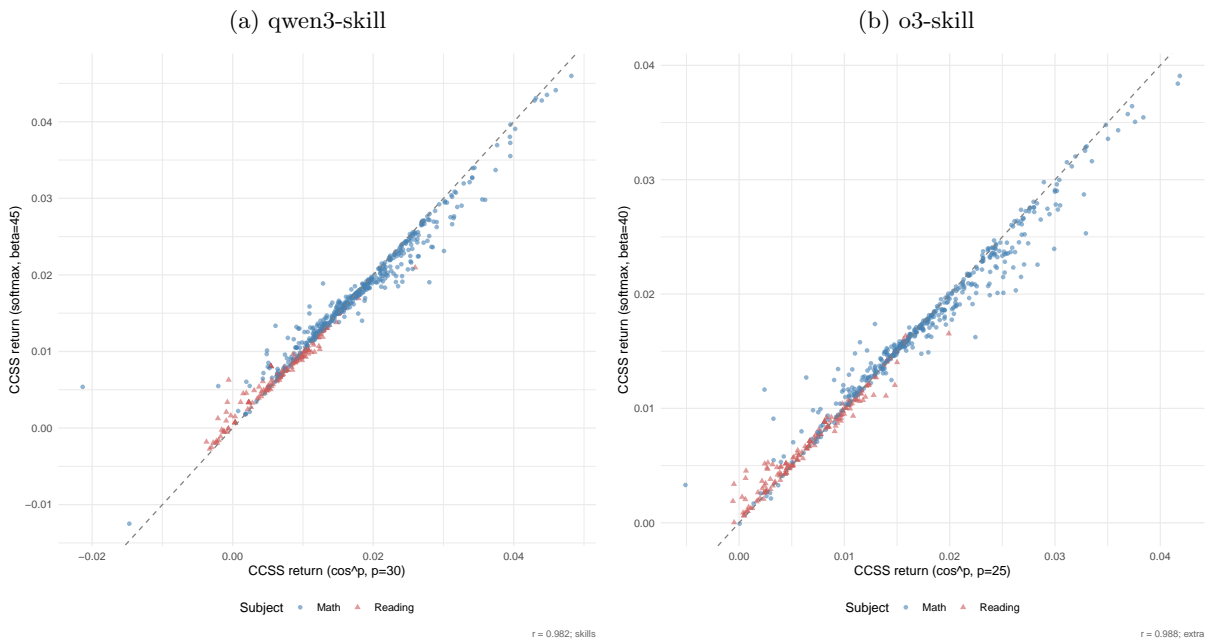 (a) qwen3-skill
CCSS return (softmax, beta=45)
0.04
0.03
0.02
0.01
0.00
−0.01
−0.02
0.00
0.02
0.04
CCSS return (cos^p, p=30)
Subject
Math
Reading
r = 0.982; skills
(b) o3-skill
CCSS return (softmax, beta=40)
0.04
0.03
0.02
0.01
0.00
0.00
0.01
0.02
0.03
0.04
CCSS return (cos^p, p=25)
Subject
Math
Reading
r = 0.988; extra